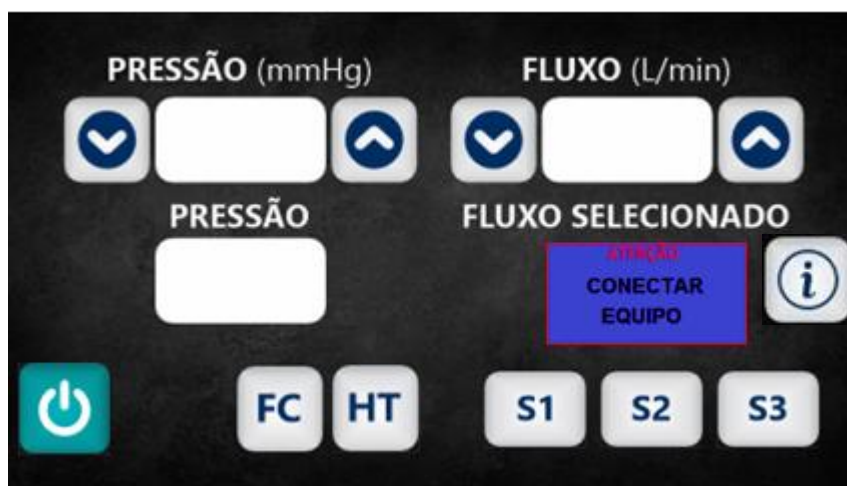 PRESSÃO (mmHg)
FLUXO (L/min)
PRESSÃO
FLUXO SELECIONADO
CONECTAR
EQUIPO
i
FC
HT
S1
S2
S3